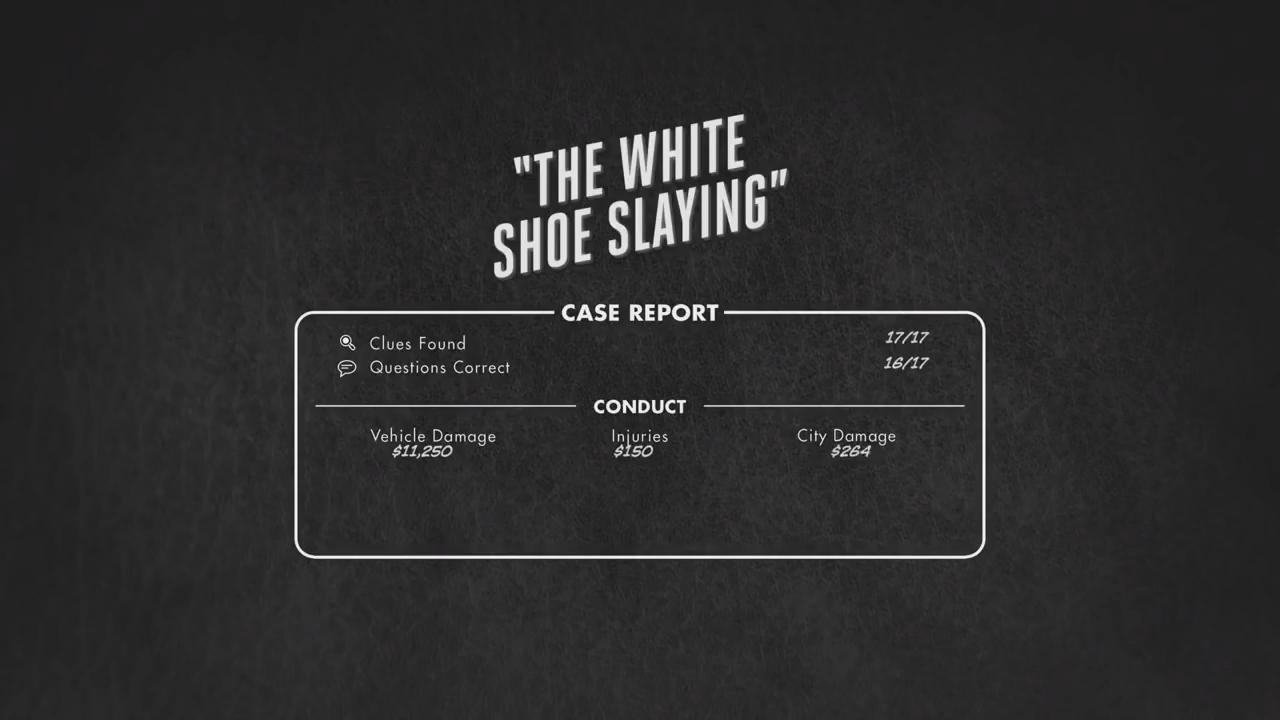 "THE WHITE
SHOE SLAYING"
CASE REPORT
Clues Found 17/17
Questions Correct 16/17
CONDUCT
Vehicle Damage Injuries City Damage
$11,250 $150 $264